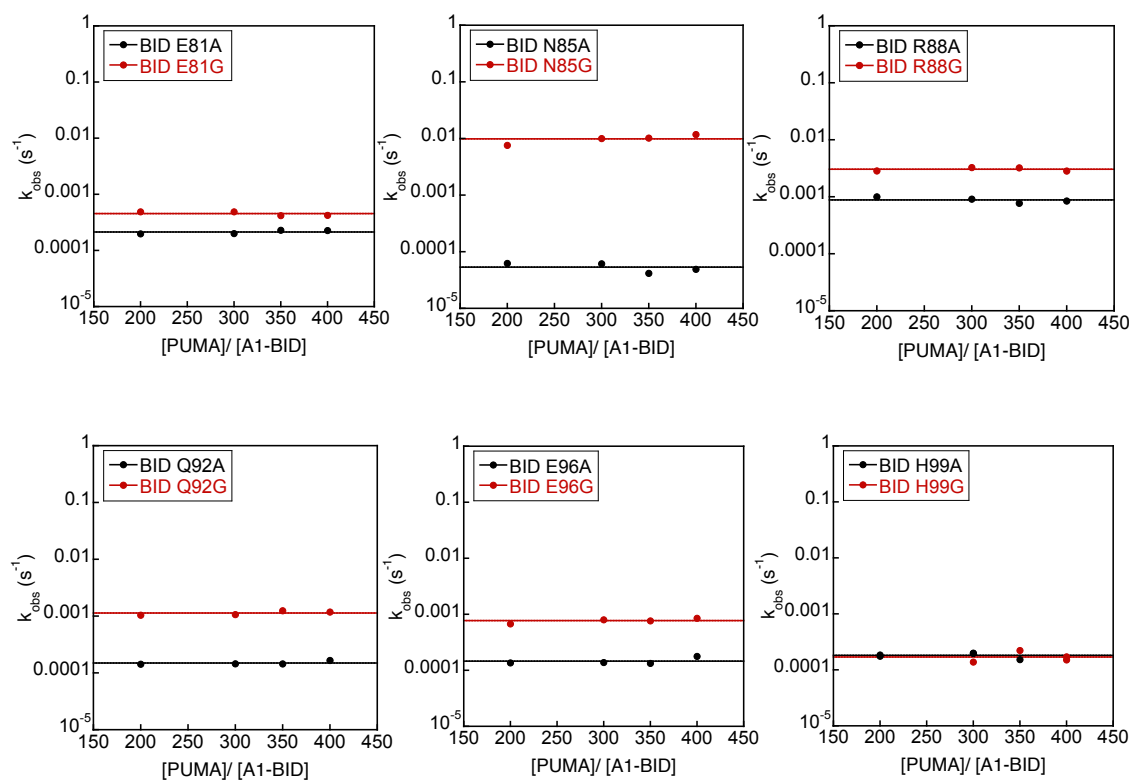 1
0.1
0.01
0.001
0.0001
10-5
k_obs (s-1)
BID E81A
BID E81G
150 200 250 300 350 400 450
[PUMA]/ [A1-BID]
1
0.1
0.01
0.001
0.0001
10-5
k_obs (s-1)
BID N85A
BID N85G
150 200 250 300 350 400 450
[PUMA]/ [A1-BID]
1
0.1
0.01
0.001
0.0001
10-5
k_obs (s-1)
BID R88A
BID R88G
150 200 250 300 350 400 450
[PUMA]/ [A1-BID]
1
0.1
0.01
0.001
0.0001
10-5
k_obs (s-1)
BID Q92A
BID Q92G
150 200 250 300 350 400 450
[PUMA]/ [A1-BID]
1
0.1
0.01
0.001
0.0001
10-5
k_obs (s-1)
BID E96A
BID E96G
150 200 250 300 350 400 450
[PUMA]/ [A1-BID]
1
0.1
0.01
0.001
0.0001
10-5
k_obs (s-1)
BID H99A
BID H99G
150 200 250 300 350 400 450
[PUMA]/ [A1-BID]